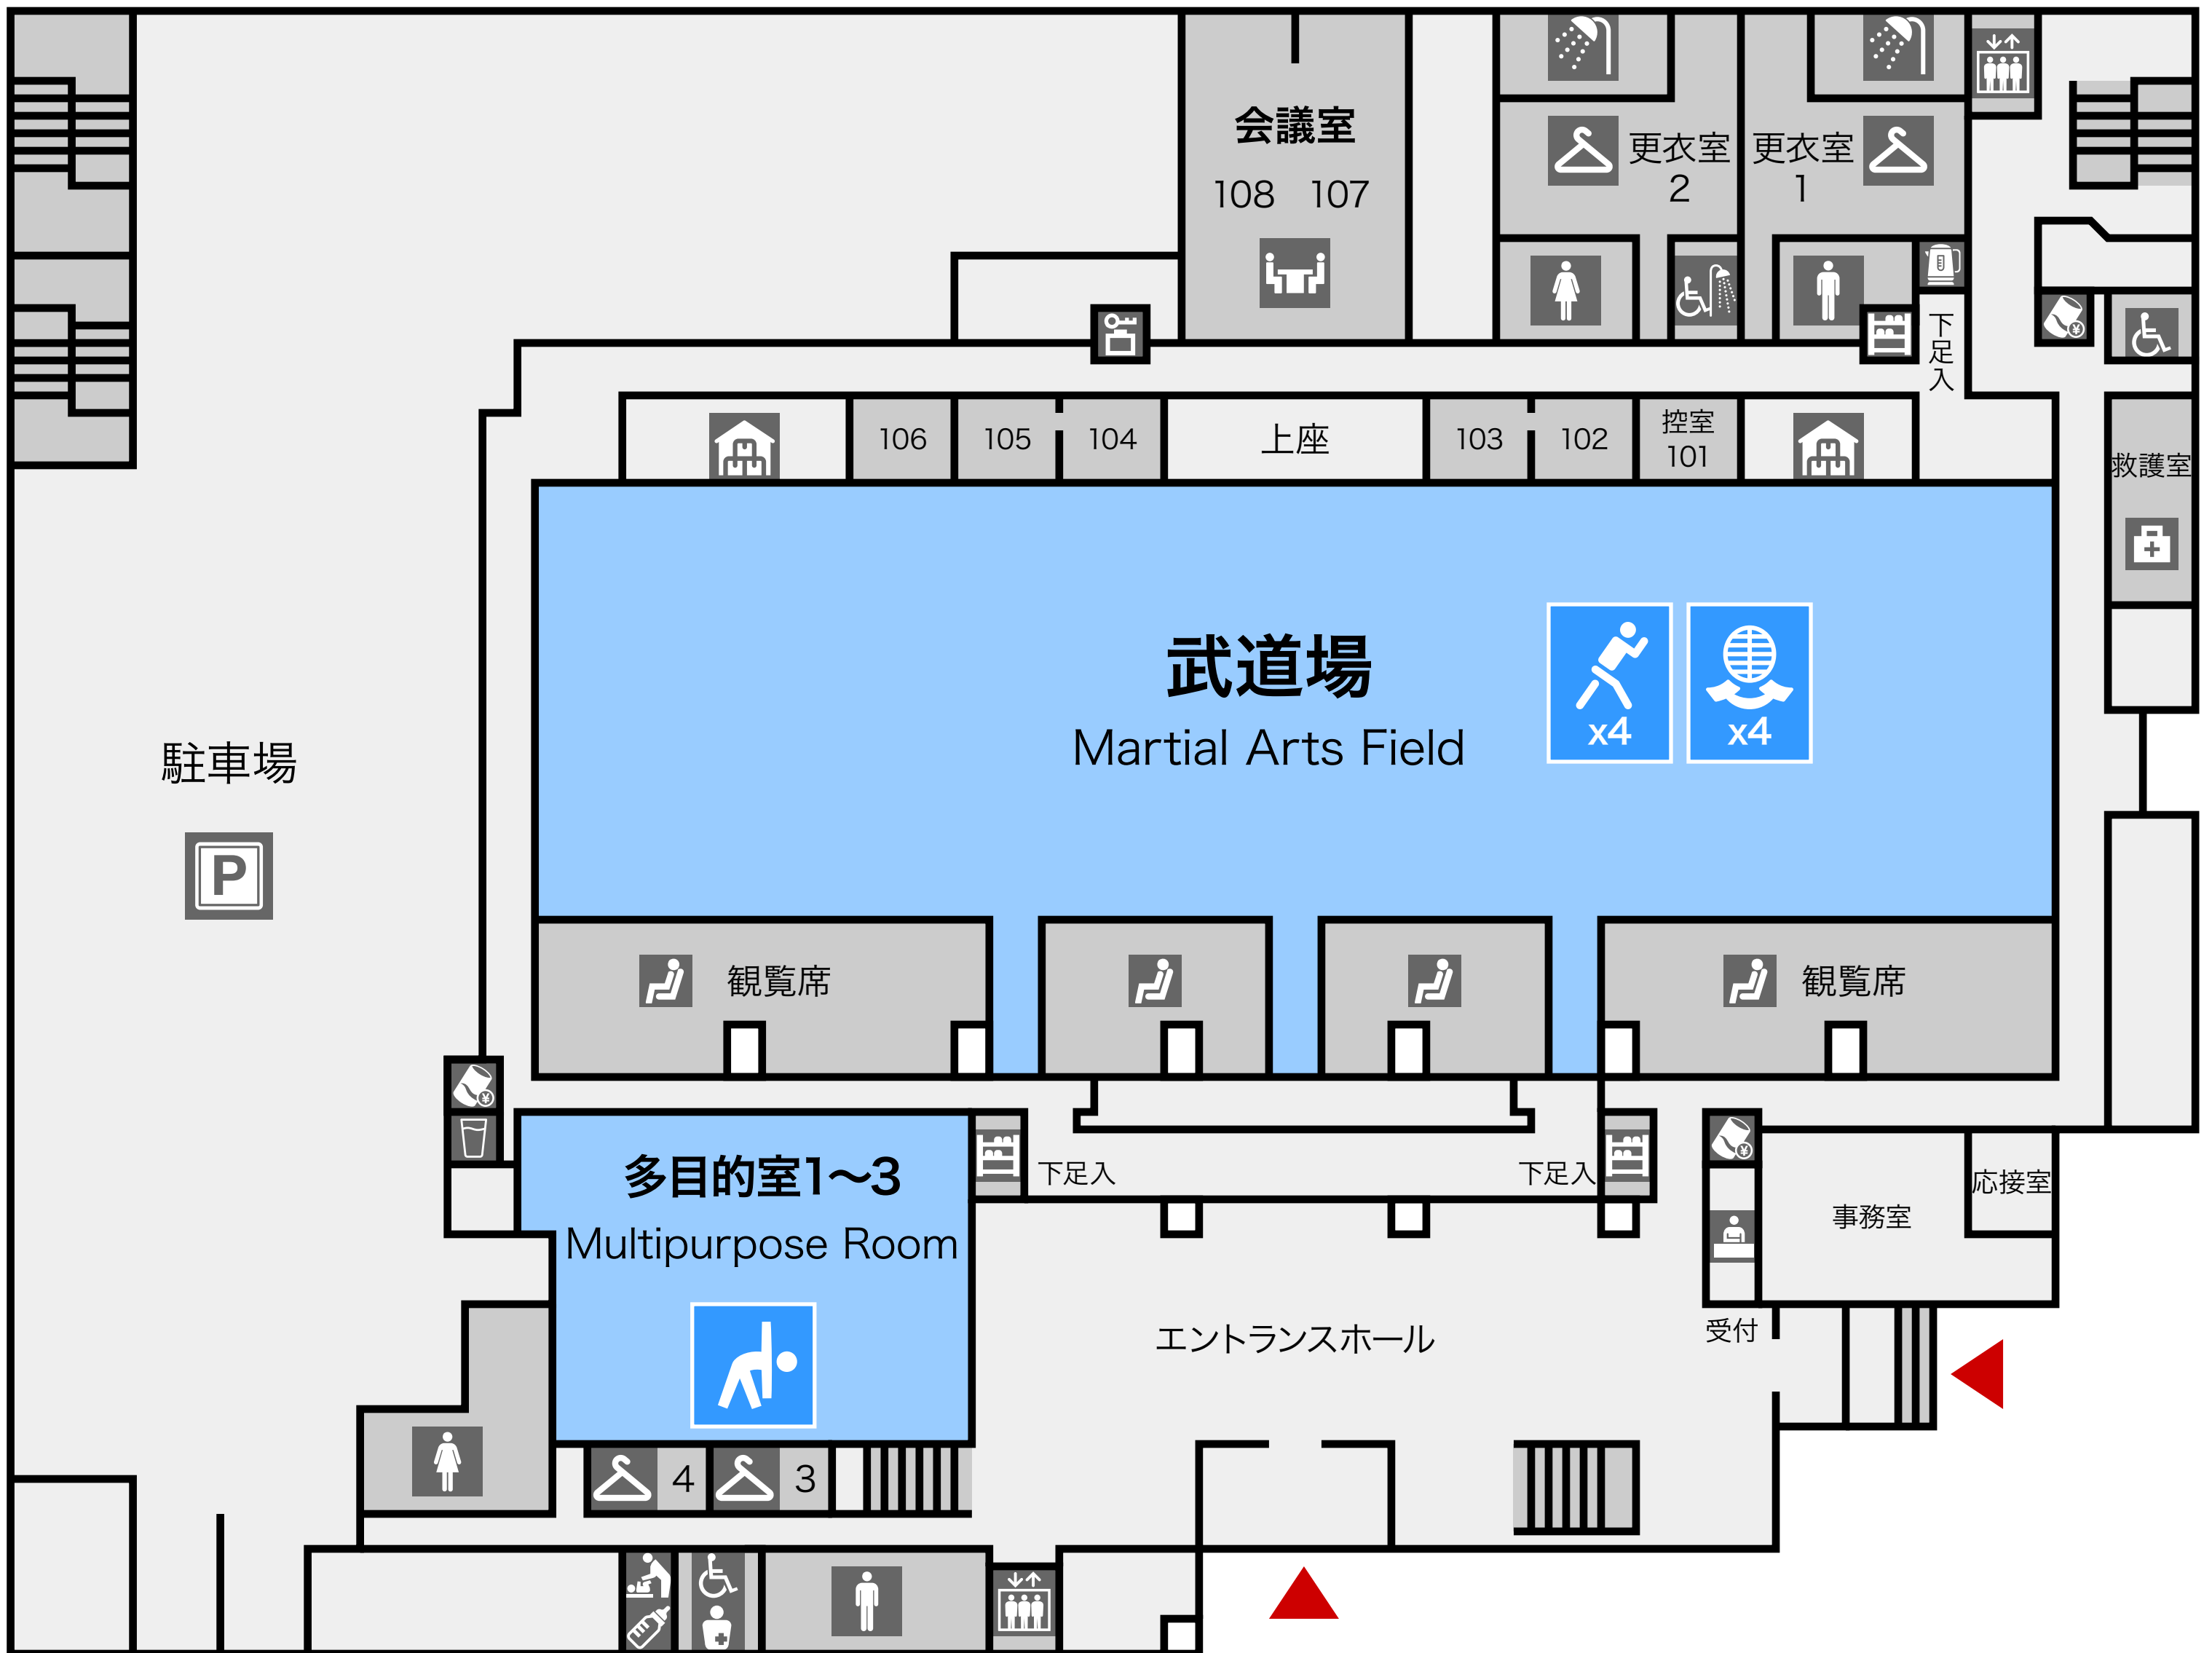 会議室
108 107
更衣室
2
更衣室
1
下足入
106
105
104
上座
103
102
控室
101
救護室
武道場
Martial Arts Field
x4
x4
駐車場
P
観覧席
観覧席
¥
¥
¥
多目的室1〜3
Multipurpose Room
下足入
下足入
応接室
事務室
エントランスホール
受付
4
3